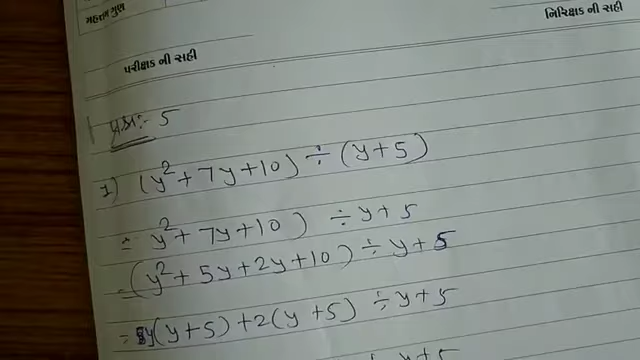 મહત્તમ ગુણ
નિરિક્ષક ની સહી
પરીક્ષક ની સહી
પ્રશ્ન:- 5
1) (y² + 7y + 10) ÷ (y + 5)
= y² + 7y + 10) ÷ y + 5
= (y² + 5y + 2y + 10) ÷ y + 5
= y(y + 5) + 2(y + 5) ÷ y + 5
÷ y + 5